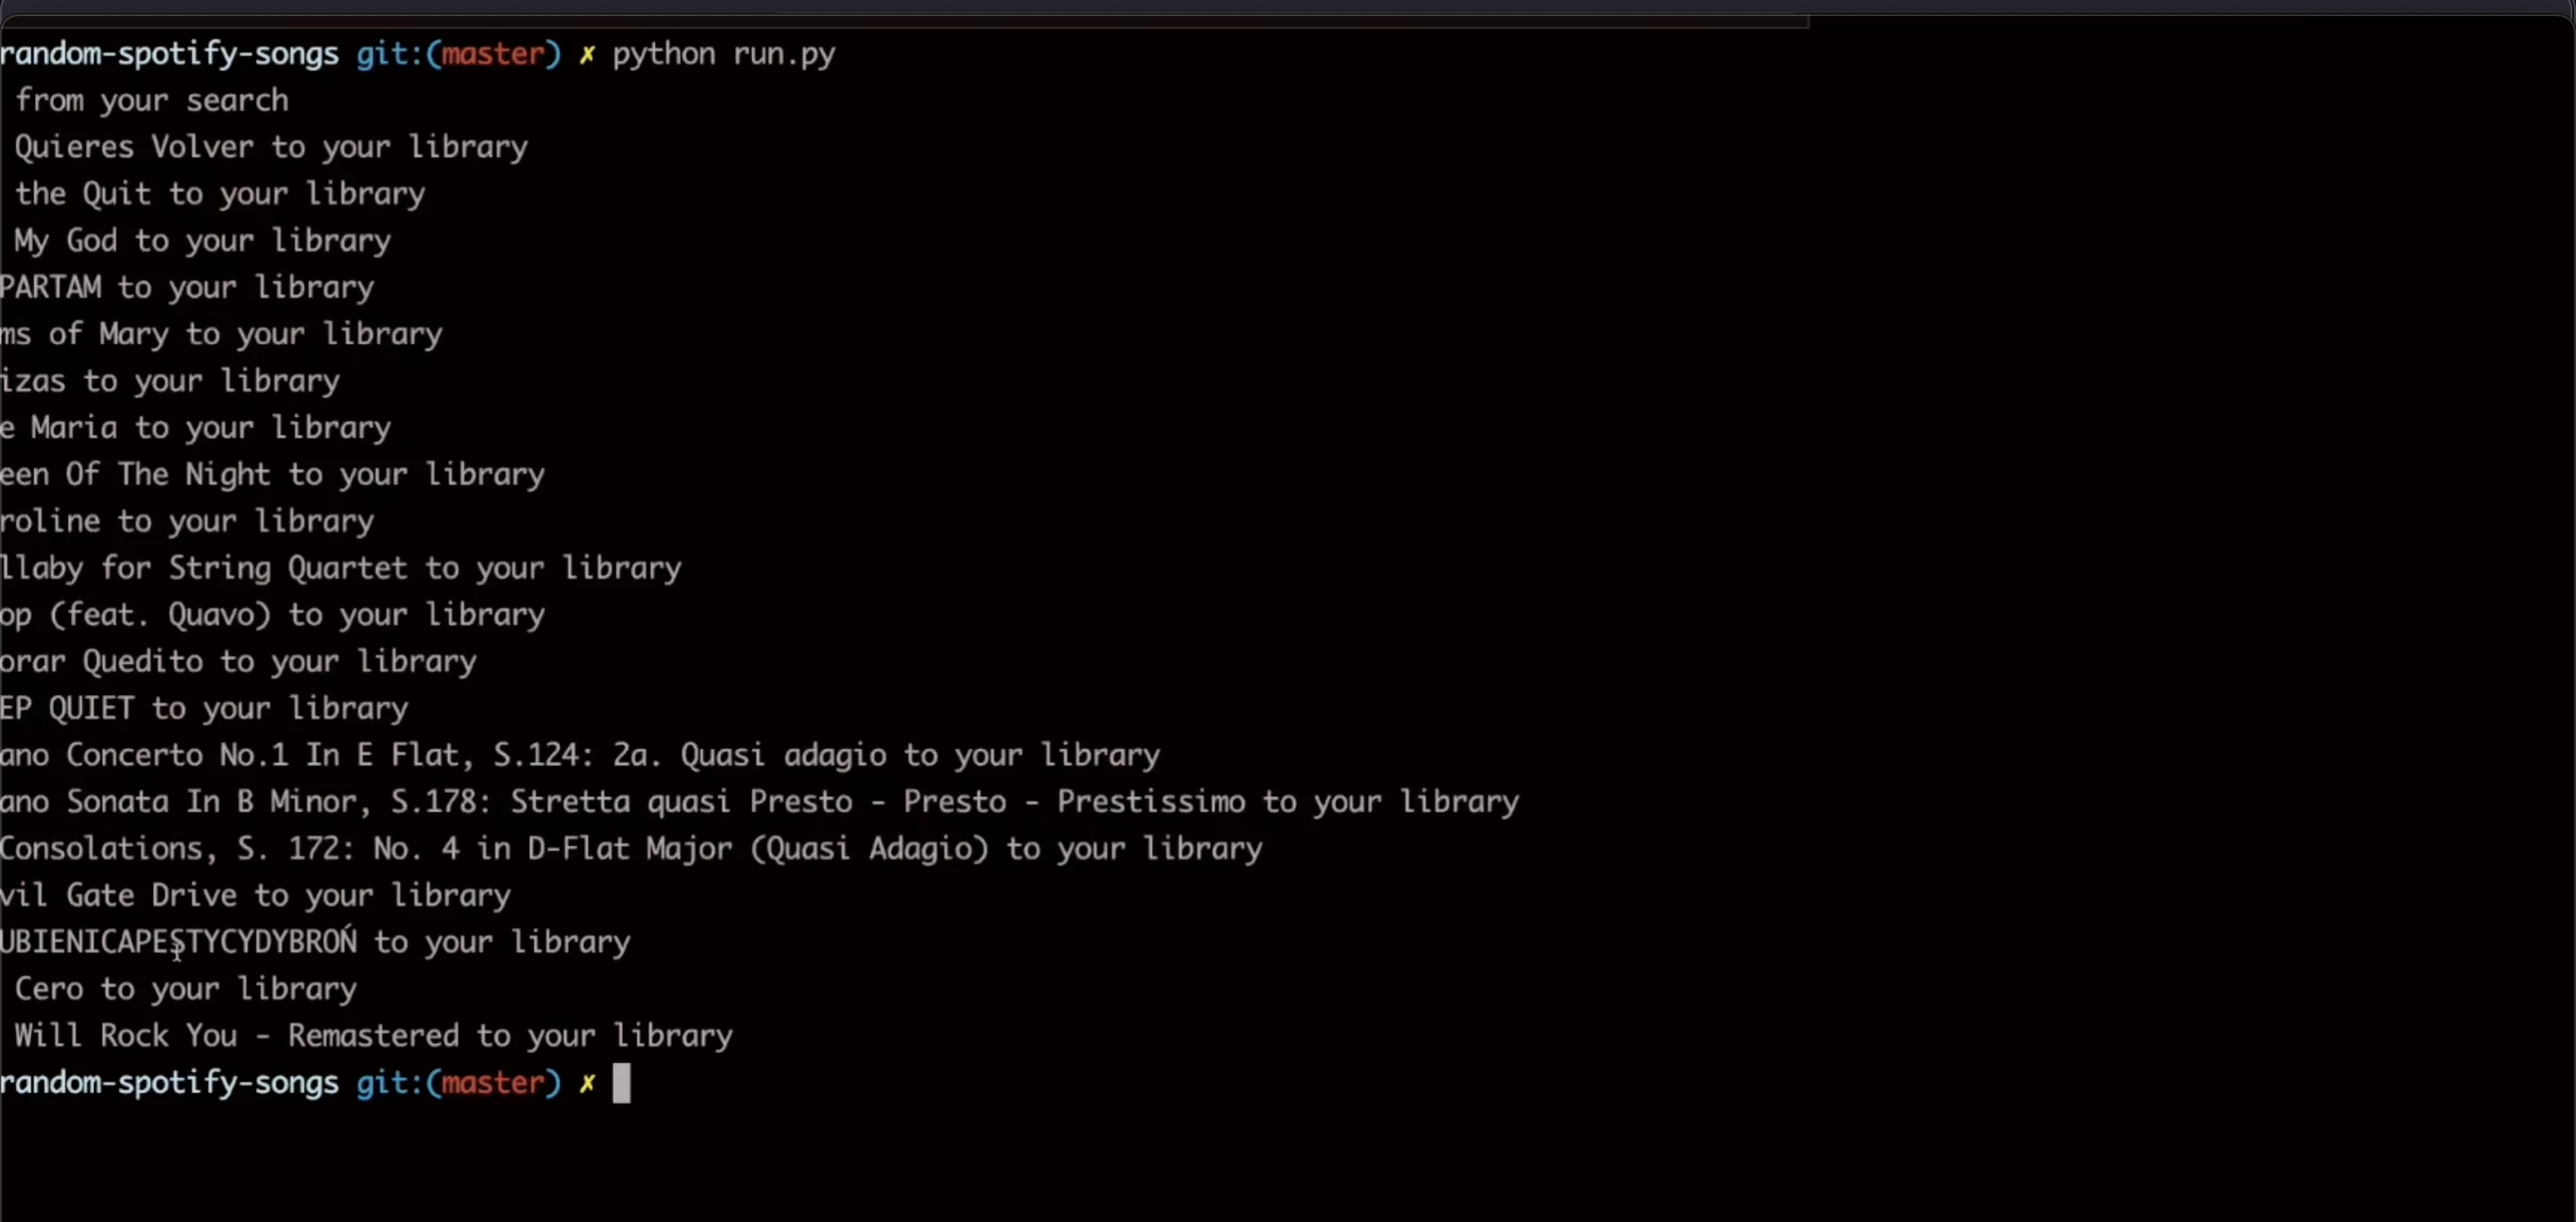 random-spotify-songs git:(master) ✗ python run.py
from your search
Quieres Volver to your library
the Quit to your library
My God to your library
PARTAM to your library
ms of Mary to your library
izas to your library
e Maria to your library
een Of The Night to your library
roline to your library
llaby for String Quartet to your library
op (feat. Quavo) to your library
orar Quedito to your library
EP QUIET to your library
ano Concerto No.1 In E Flat, S.124: 2a. Quasi adagio to your library
ano Sonata In B Minor, S.178: Stretta quasi Presto - Presto - Prestissimo to your library
Consolations, S. 172: No. 4 in D-Flat Major (Quasi Adagio) to your library
vil Gate Drive to your library
UBIENICAPESTYCYDYBROŃ to your library
Cero to your library
Will Rock You - Remastered to your library
random-spotify-songs git:(master) ✗